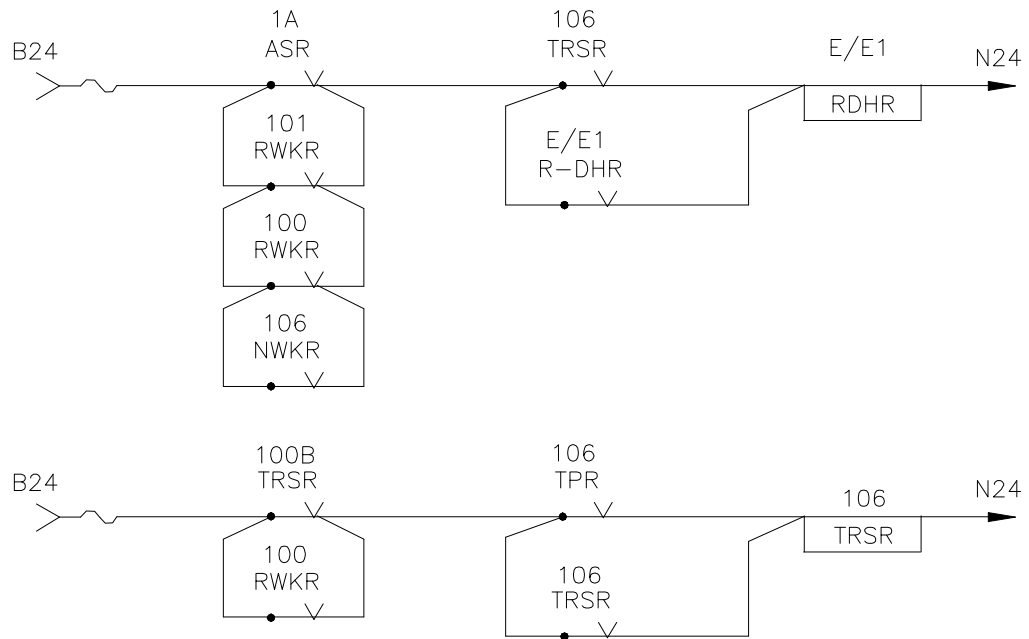 1A
ASR
106
TRSR
E/E1
B24
N24
RDHR
101
RWKR
E/E1
R-DHR
100
RWKR
106
NWKR
100B
TRSR
106
TPR
B24
N24
106
TRSR
100
RWKR
106
TRSR